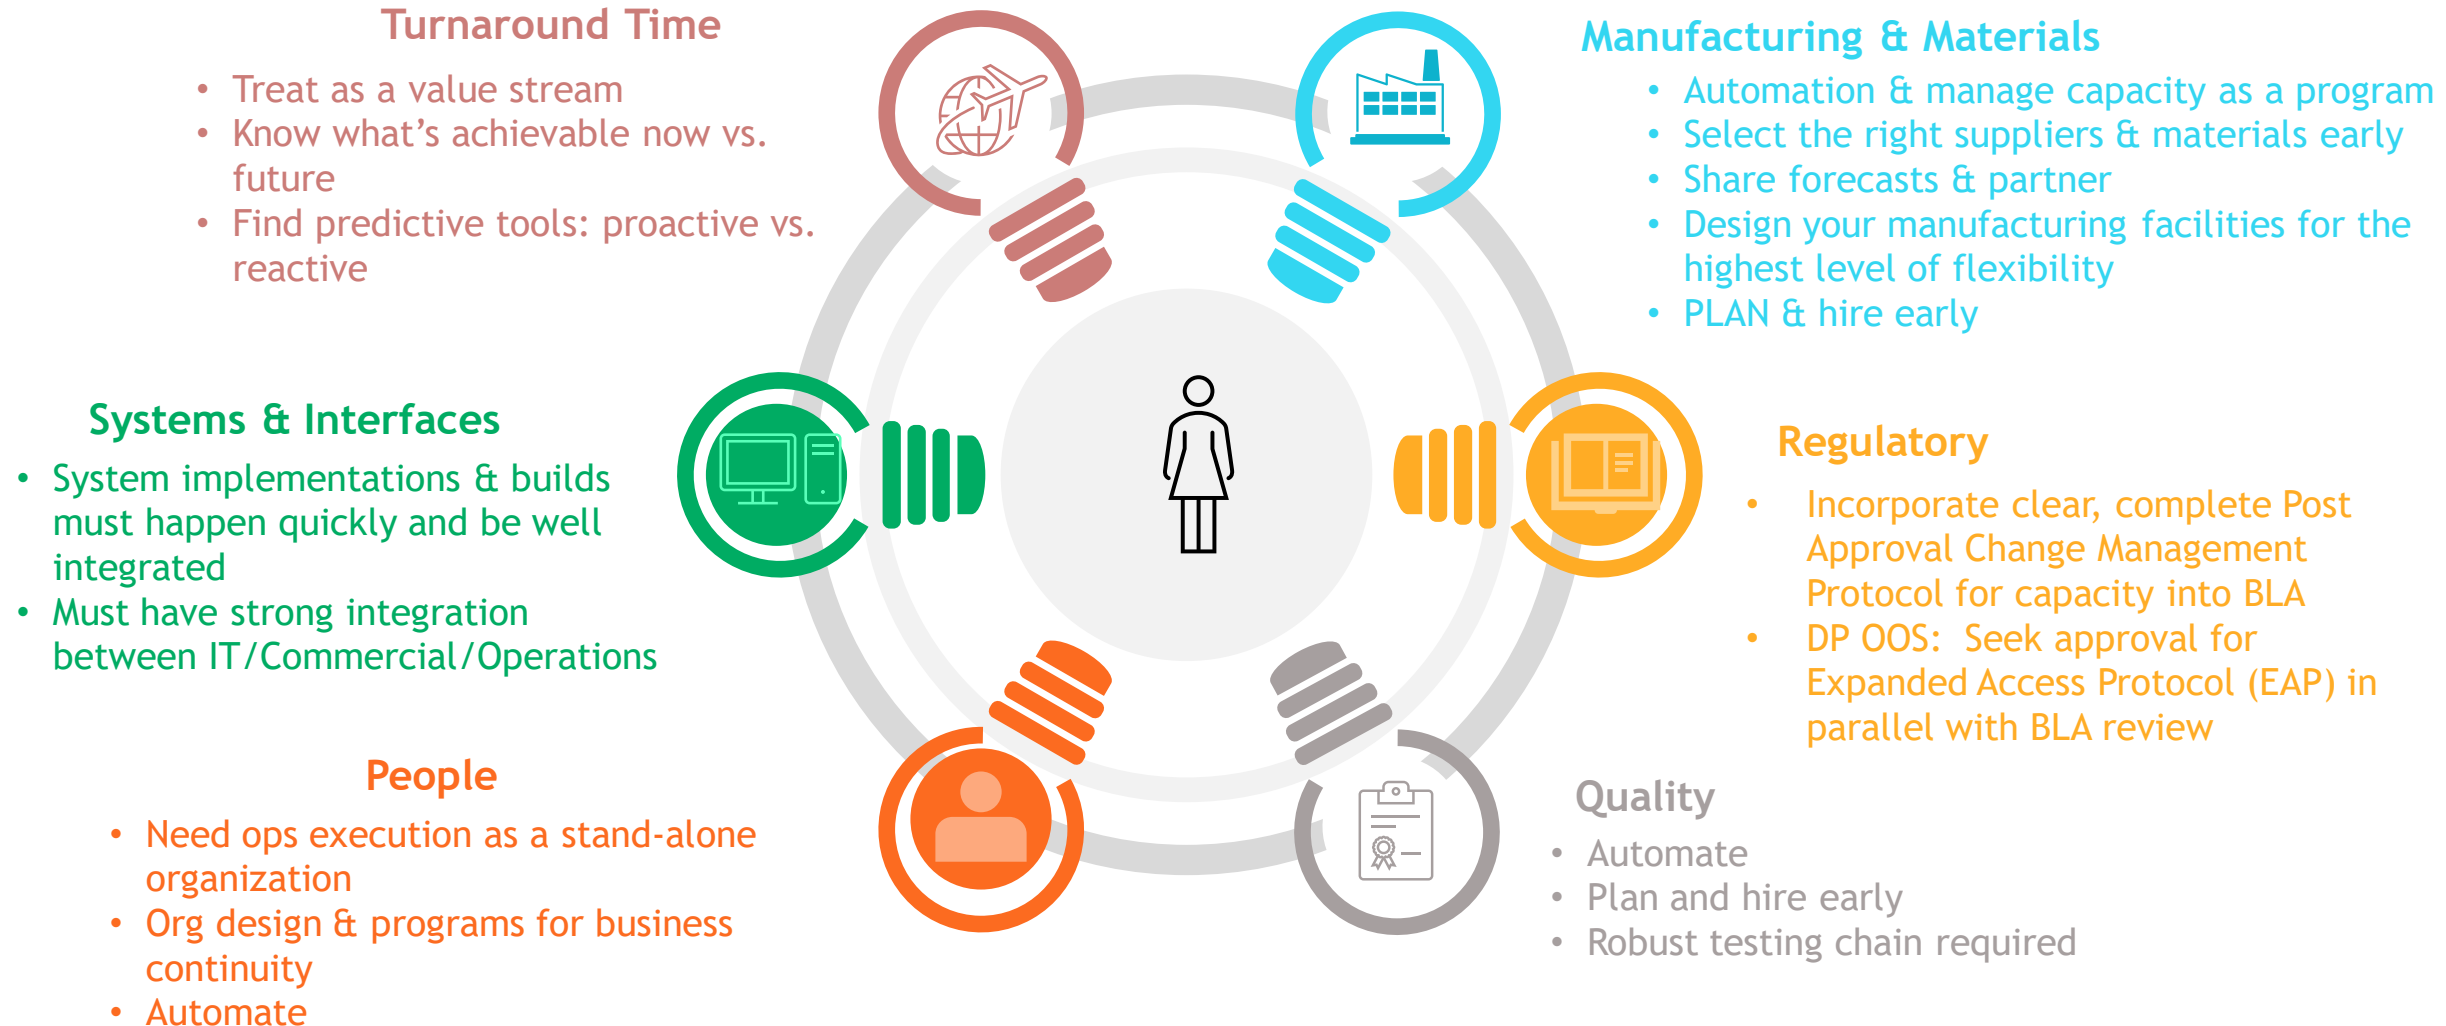 Turnaround Time
• Treat as a value stream
• Know what’s achievable now vs.
future
• Find predictive tools: proactive vs.
reactive
Manufacturing & Materials
• Automation & manage capacity as a program
• Select the right suppliers & materials early
• Share forecasts & partner
• Design your manufacturing facilities for the
highest level of flexibility
• PLAN & hire early
Systems & Interfaces
• System implementations & builds
must happen quickly and be well
integrated
• Must have strong integration
between IT/Commercial/Operations
Regulatory
• Incorporate clear, complete Post
Approval Change Management
Protocol for capacity into BLA
• DP OOS:  Seek approval for
Expanded Access Protocol (EAP) in
parallel with BLA review
People
• Need ops execution as a stand-alone
organization
• Org design & programs for business
continuity
• Automate
Quality
• Automate
• Plan and hire early
• Robust testing chain required